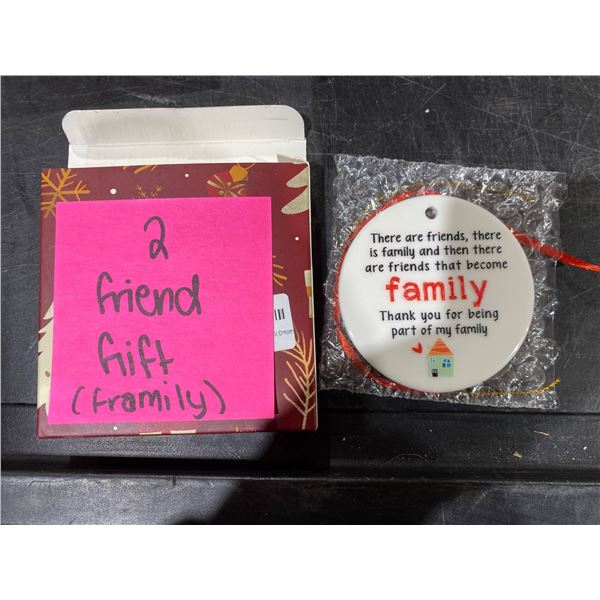 2
friend
Gift
(framily)
c Ornam
There are friends, there
is family and then there
are friends that become
family
Thank you for being
part of my family